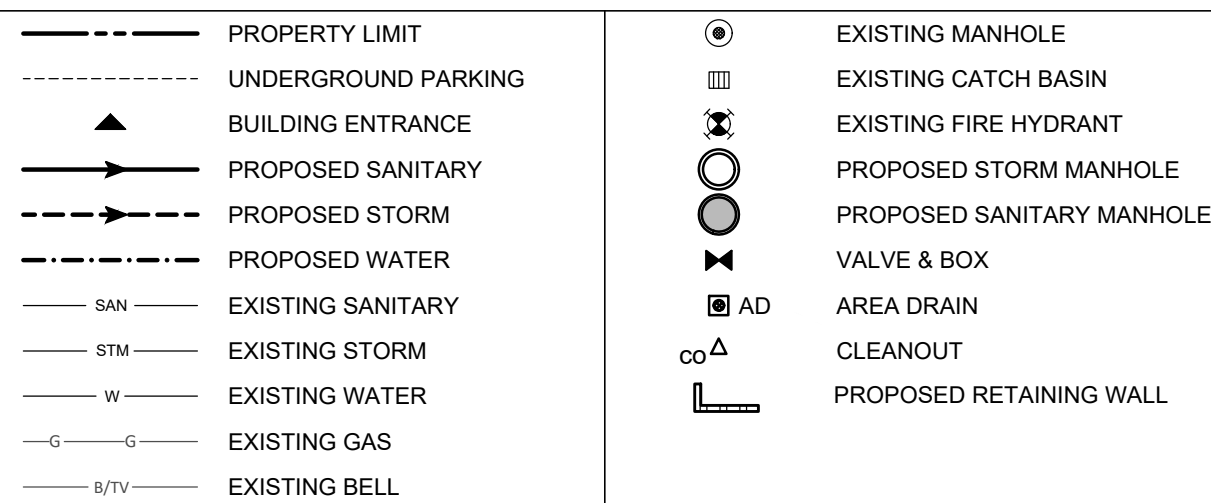 PROPERTY LIMIT
UNDERGROUND PARKING
BUILDING ENTRANCE
PROPOSED SANITARY
PROPOSED STORM
PROPOSED WATER
SAN EXISTING SANITARY
STM EXISTING STORM
W EXISTING WATER
G G EXISTING GAS
B/TV EXISTING BELL
EXISTING MANHOLE
EXISTING CATCH BASIN
EXISTING FIRE HYDRANT
PROPOSED STORM MANHOLE
PROPOSED SANITARY MANHOLE
VALVE & BOX
AD AREA DRAIN
CO CLEANOUT
PROPOSED RETAINING WALL